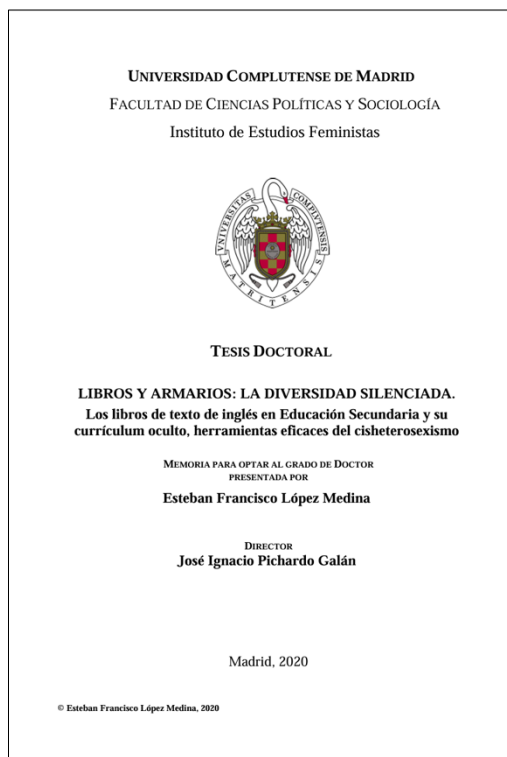 UNIVERSIDAD COMPLUTENSE DE MADRID
FACULTAD DE CIENCIAS POLÍTICAS Y SOCIOLOGÍA
Instituto de Estudios Feministas
VNIVERSITAS COMPLVTENSIS
MATRITENSIS
TESIS DOCTORAL
LIBROS Y ARMARIOS: LA DIVERSIDAD SILENCIADA.
Los libros de texto de inglés en Educación Secundaria y su
currículum oculto, herramientas eficaces del cisheterosexismo
MEMORIA PARA OPTAR AL GRADO DE DOCTOR
PRESENTADA POR
Esteban Francisco López Medina
DIRECTOR
José Ignacio Pichardo Galán
Madrid, 2020
© Esteban Francisco López Medina, 2020